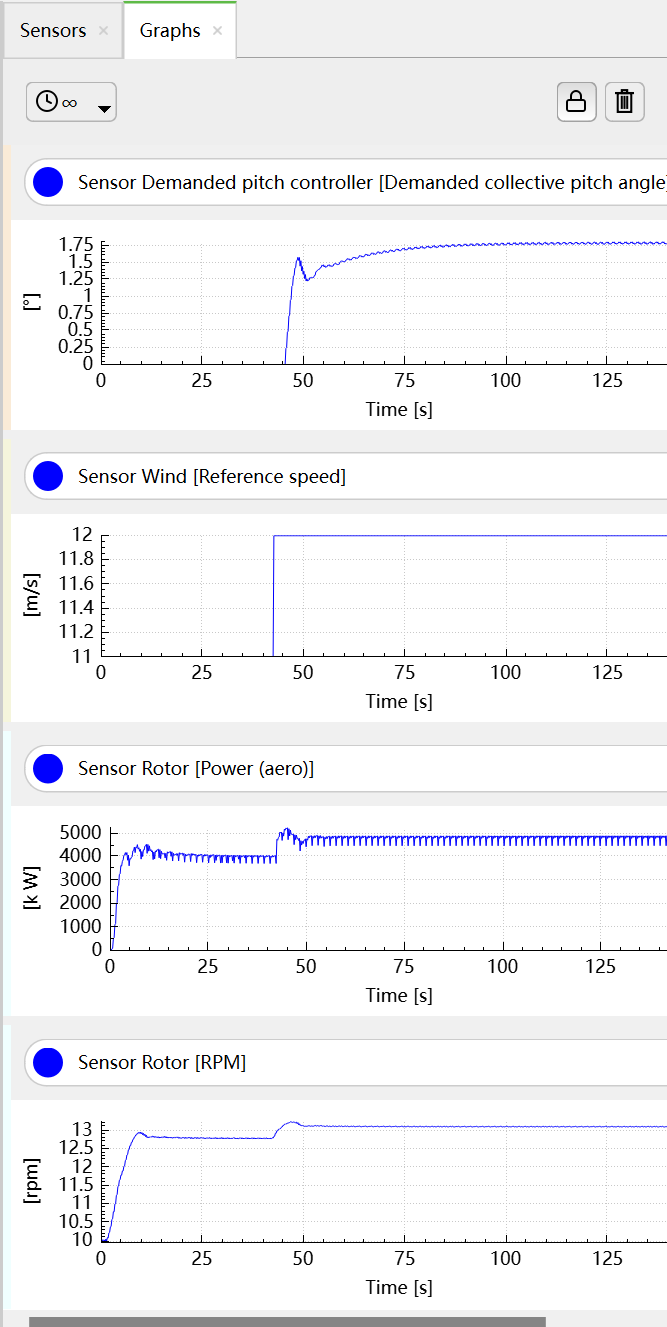 Sensors × Graphs ×
∞
Sensor Demanded pitch controller [Demanded collective pitch angle]
1.75
1.5
1.25
1
0.75
0.5
0.25
0
[°]
0 25 50 75 100 125
Time [s]
Sensor Wind [Reference speed]
12
11.8
11.6
11.4
11.2
11
[m/s]
0 25 50 75 100 125
Time [s]
Sensor Rotor [Power (aero)]
5000
4000
3000
2000
1000
0
[k W]
0 25 50 75 100 125
Time [s]
Sensor Rotor [RPM]
13
12.5
12
11.5
11
10.5
10
[rpm]
0 25 50 75 100 125
Time [s]